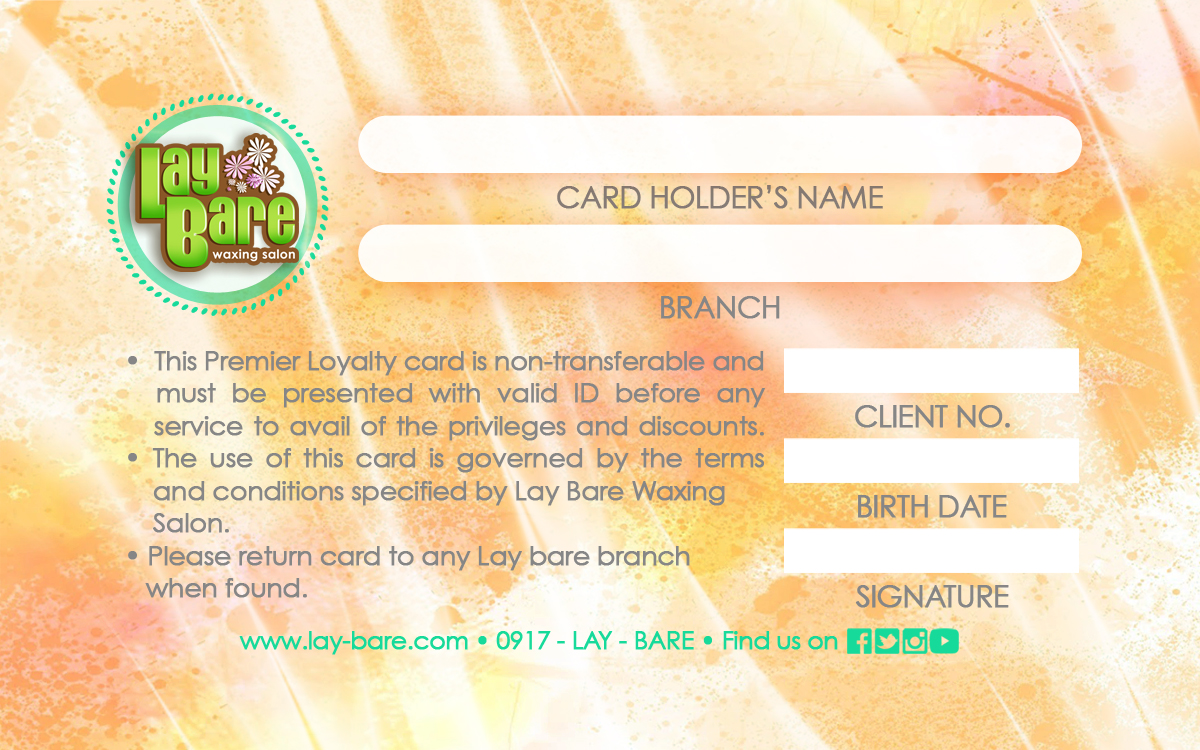 Lay
Bare
waxing salon
CARD HOLDER’S NAME
BRANCH
• This Premier Loyalty card is non-transferable and
must be presented with valid ID before any
service to avail of the privileges and discounts.
• The use of this card is governed by the terms
and conditions specified by Lay Bare Waxing
Salon.
• Please return card to any Lay bare branch
when found.
CLIENT NO.
BIRTH DATE
SIGNATURE
www.lay-bare.com • 0917 - LAY - BARE • Find us on